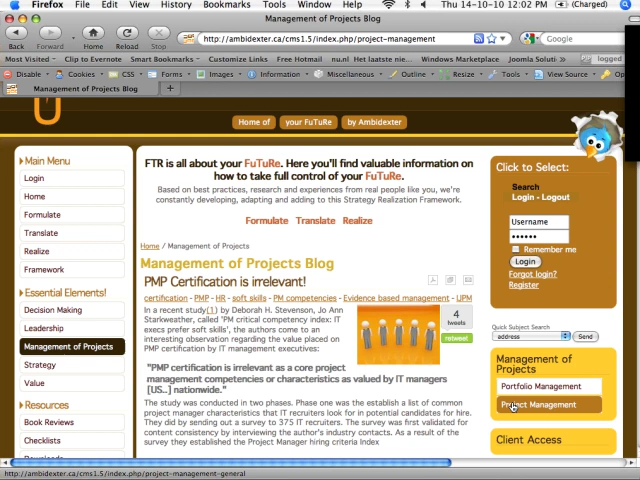 Firefox File Edit View History Bookmarks Tools Window Help (Charged) Thu 14-10-10 12:02 PM
Management of Projects Blog
Back Forward Home Reload Stop http://ambidexter.ca/cms1.5/index.php/project-management Google
Most Visited Clip to Evernote Smart Bookmarks Customize Links Free Hotmail nu.nl Het laatste nie... Windows Marketplace Joomla Soluti... logged
Disable Cookies CSS Forms Images Information Miscellaneous Outline Resize Tools View Source Op
Management of Projects Blog
Home of your FuTuRe by Ambidexter
Main Menu
Login
Home
Formulate
Translate
Realize
Framework
Essential Elements!
Decision Making
Leadership
Management of Projects
Strategy
Value
Resources
Book Reviews
Checklists
FTR is all about your FuTuRe. Here you'll find valuable information on
how to take full control of your FuTuRe.
Based on best practices, research and experiences from real people like you, we're
constantly developing, adapting and adding to this Strategy Realization Framework.
Formulate Translate Realize
Home / Management of Projects
Management of Projects Blog
PMP Certification is irrelevant!
certification - PMP - HR - soft skills - PM competencies - Evidence based management - IJPM
In a recent study(1) by Deborah H. Stevenson, Jo Ann
Starkweather, called 'PM critical competency index: IT
execs prefer soft skills', the authors come to an
interesting observation regarding the value placed on
PMP certification by IT management executives:
4
tweets
retweet
"PMP certification is irrelevant as a core project
management competencies or characteristics as valued by IT managers
[US..] nationwide."
The study was conducted in two phases. Phase one was the establish a list of common
project manager characteristics that IT recruiters look for in potential candidates for hire.
They did by sending out a survey to 375 IT recruiters. The survey was first validated for
content consistency by interviewing the author's industry contacts. As a result of the
survey they established the Project Manager hiring criteria Index
Click to Select:
Search
Login - Logout
Username
Remember me
Login
Forgot login?
Register
Quick Subject Search
address Send
Management of
Projects
Portfolio Management
Project Management
Client Access
http://ambidexter.ca/cms1.5/index.php/project-management-general